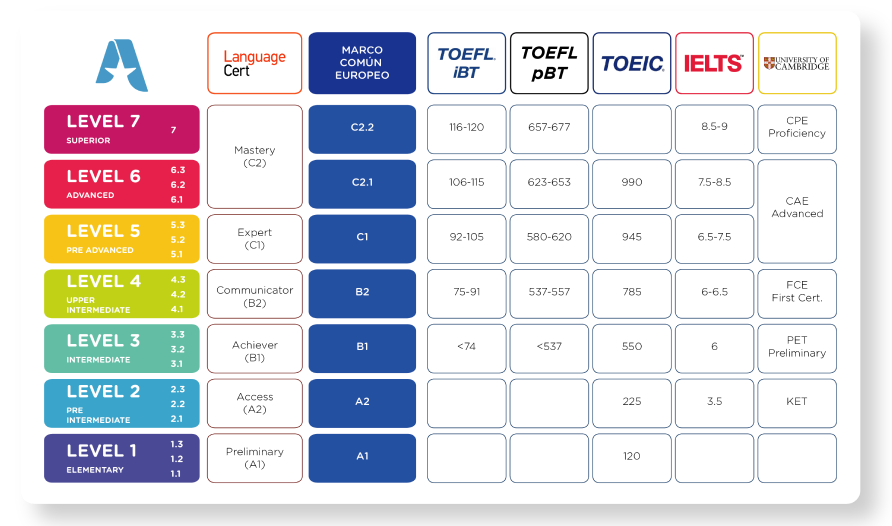 Language
Cert
MARCO
COMÚN
EUROPEO
TOEFL.
iBT
TOEFL
pBT
TOEIC.
IELTS™
UNIVERSITY OF
CAMBRIDGE
LEVEL 7
SUPERIOR
7
Mastery
(C2)
C2.2
116-120
657-677
8.5-9
CPE
Proficiency
LEVEL 6
ADVANCED
6.3
6.2
6.1
C2.1
106-115
623-653
990
7.5-8.5
CAE
Advanced
LEVEL 5
PRE ADVANCED
5.3
5.2
5.1
Expert
(C1)
C1
92-105
580-620
945
6.5-7.5
LEVEL 4
UPPER
INTERMEDIATE
4.3
4.2
4.1
Communicator
(B2)
B2
75-91
537-557
785
6-6.5
FCE
First Cert.
LEVEL 3
INTERMEDIATE
3.3
3.2
3.1
Achiever
(B1)
B1
<74
<537
550
6
PET
Preliminary
LEVEL 2
PRE
INTERMEDIATE
2.3
2.2
2.1
Access
(A2)
A2
225
3.5
KET
LEVEL 1
ELEMENTARY
1.3
1.2
1.1
Preliminary
(A1)
A1
120